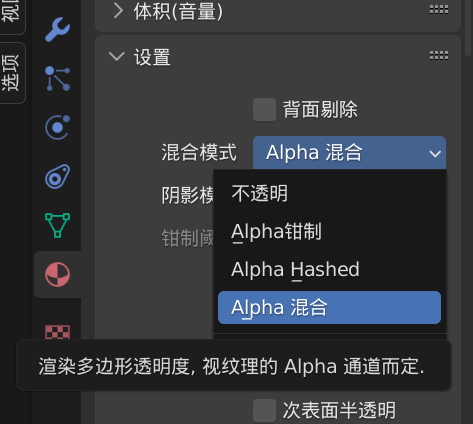 视图
选项
体积(音量)
设置
背面剔除
混合模式
Alpha 混合
阴影模
不透明
钳制阈
Alpha钳制
Alpha Hashed
Alpha 混合
渲染多边形透明度, 视纹理的 Alpha 通道而定.
次表面半透明